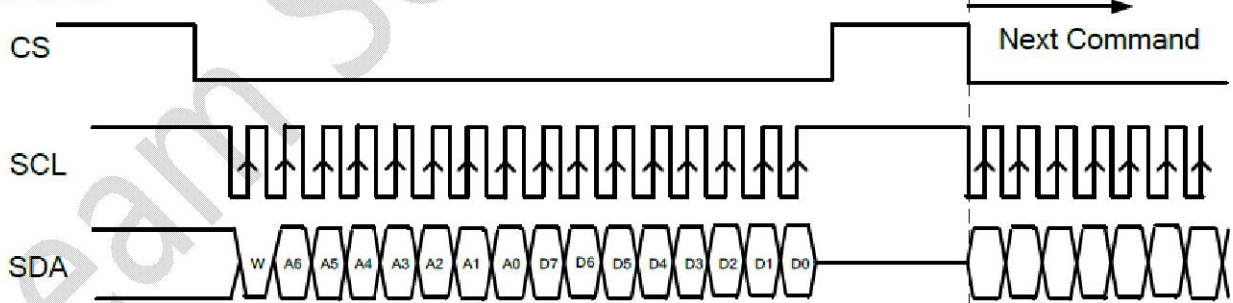 CS
Next Command
SCL
SDA
W A6 A5 A4 A3 A2 A1 A0 D7 D6 D5 D4 D3 D2 D1 D0